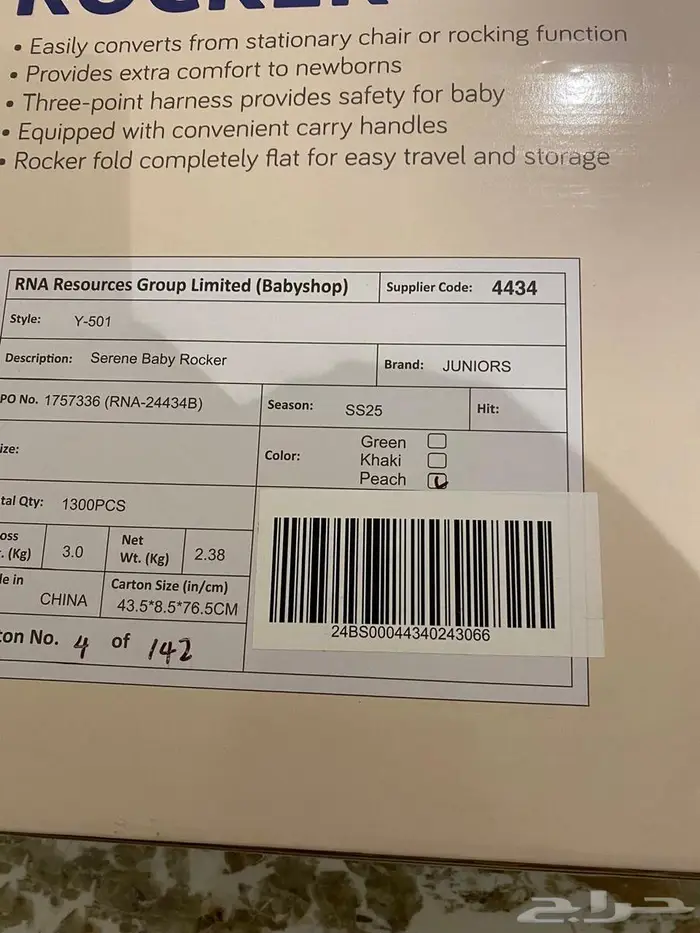 ROCKER
• Easily converts from stationary chair or rocking function
• Provides extra comfort to newborns
• Three-point harness provides safety for baby
• Equipped with convenient carry handles
• Rocker fold completely flat for easy travel and storage
RNA Resources Group Limited (Babyshop) Supplier Code: 4434
Style: Y-501
Description: Serene Baby Rocker Brand: JUNIORS
PO No. 1757336 (RNA-24434B) Season: SS25 Hit:
ize: Color: Green
Khaki
Peach
tal Qty: 1300PCS
oss
. (Kg) 3.0 Net
Wt. (Kg) 2.38
de in CHINA Carton Size (in/cm)
43.5*8.5*76.5CM
ton No. 4 of 142
24BS00044340243066
حراج